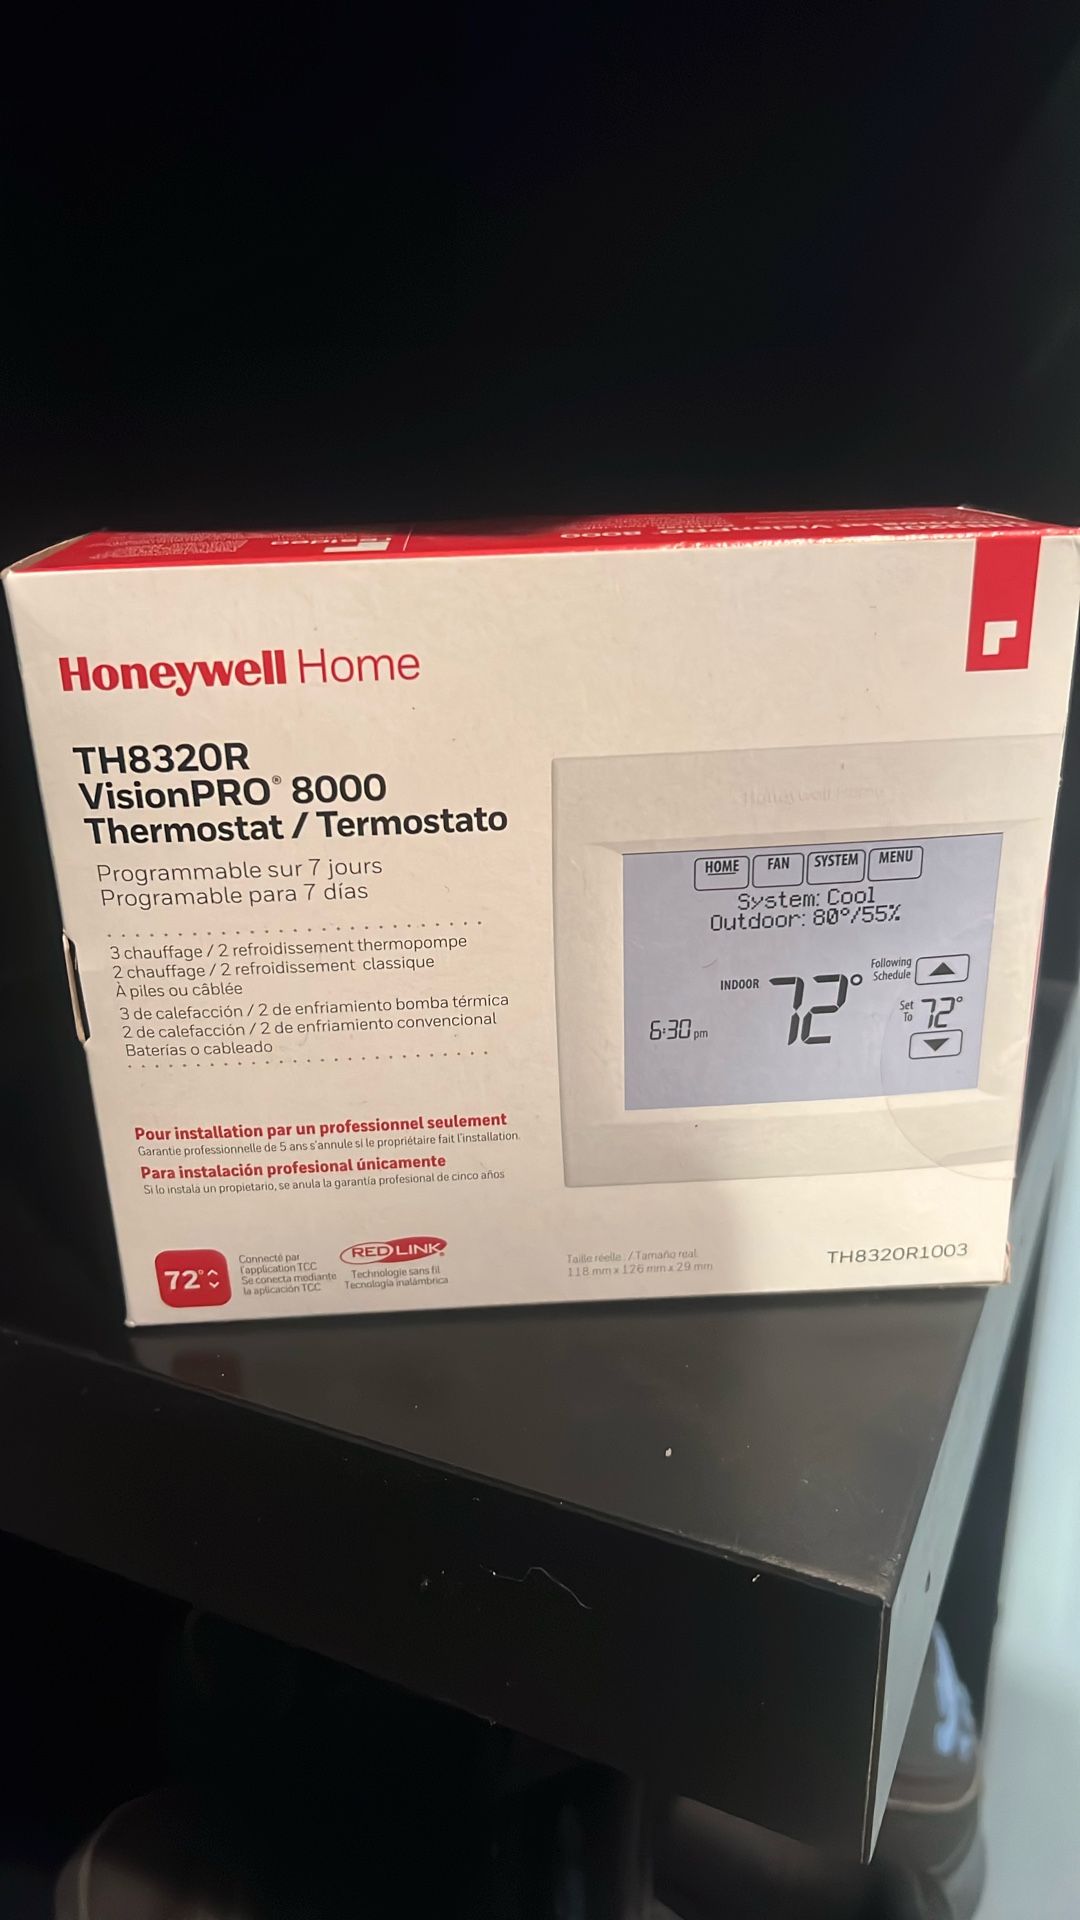 Honeywell Home
TH8320R
VisionPRO® 8000
Thermostat / Termostato
Programmable sur 7 jours
Programable para 7 días
3 chauffage / 2 refroidissement thermopompe
2 chauffage / 2 refroidissement classique
À piles ou câblée
3 de calefacción / 2 de enfriamiento bomba térmica
2 de calefacción / 2 de enfriamiento convencional
Baterías o cableado
Pour installation par un professionnel seulement
Garantie professionnelle de 5 ans s'annule si le propriétaire fait l'installation.
Para instalación profesional únicamente
Si lo instala un propietario, se anula la garantía profesional de cinco años
72°
Connecté par
l'application TCC
Se conecta mediante
la aplicación TCC
REDLINK®
Technologie sans fil
Tecnología inalámbrica
Honeywell Home
HOME FAN SYSTEM MENU
System: Cool
Outdoor: 80°/55%
INDOOR 72°
Following
Schedule
Set
To 72°
6:30 pm
Taille réelle / Tamaño real
118 mm x 126 mm x 29 mm
TH8320R1003